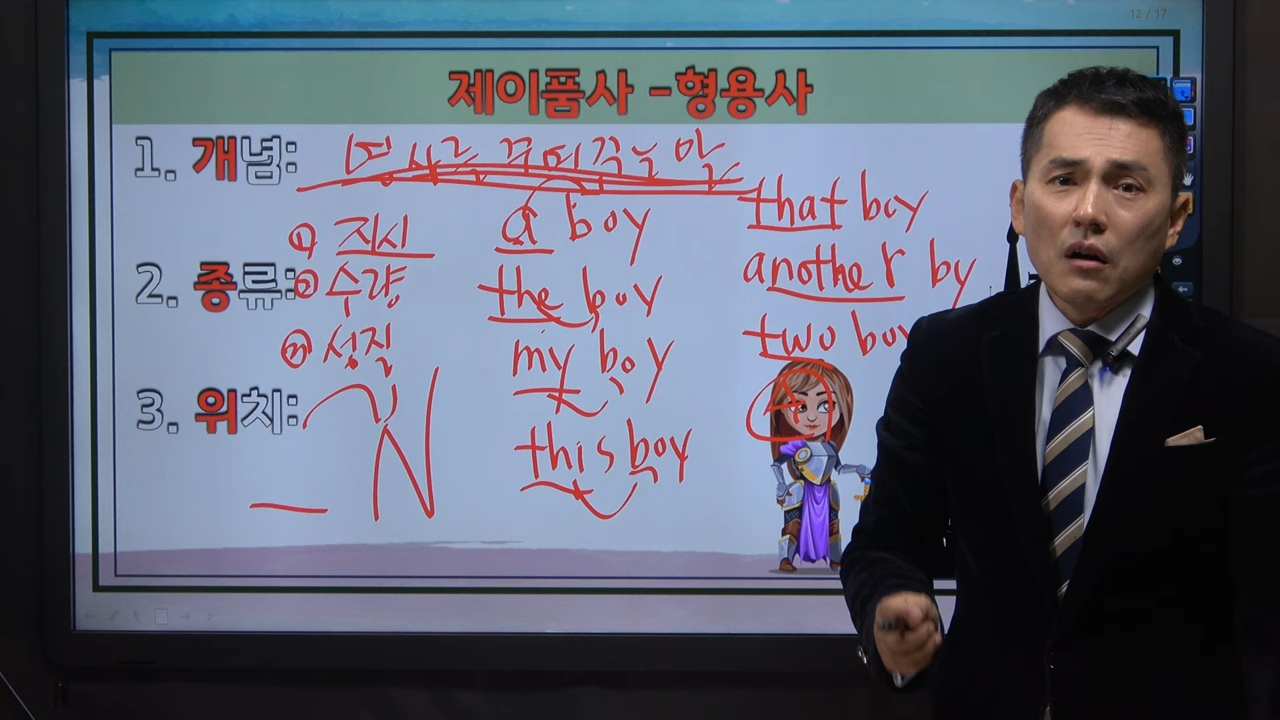 12 / 17
제이품사 -형용사
1. 개념: 명사를 꾸며주는 말
2. 종류: ① 지시
② 수량
③ 성질
3. 위치: _ N
a boy
the boy
my boy
this boy
that boy
another by
two boy